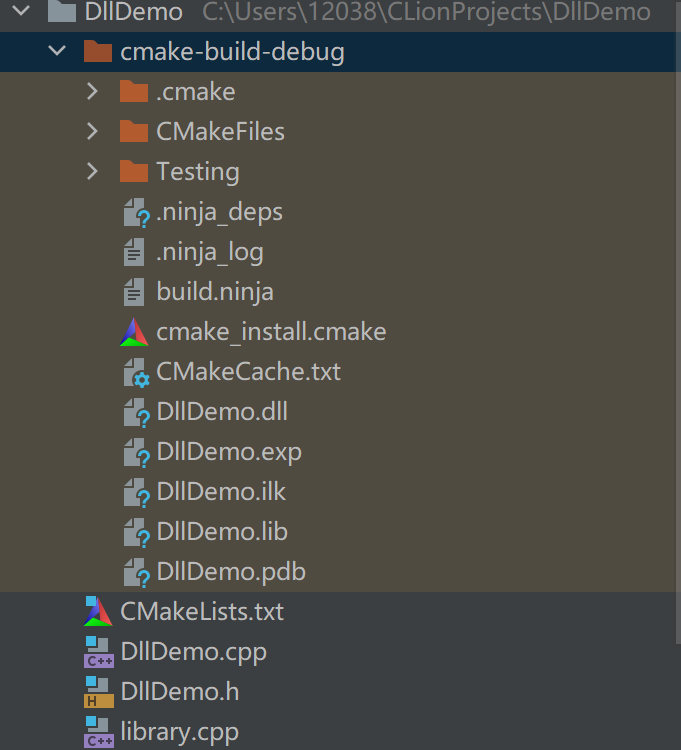 DllDemo C:\Users\12038\CLionProjects\DllDemo
cmake-build-debug
.cmake
CMakeFiles
Testing
.ninja_deps
.ninja_log
build.ninja
cmake_install.cmake
CMakeCache.txt
DllDemo.dll
DllDemo.exp
DllDemo.ilk
DllDemo.lib
DllDemo.pdb
CMakeLists.txt
C++ DllDemo.cpp
H DllDemo.h
C++ library.cpp